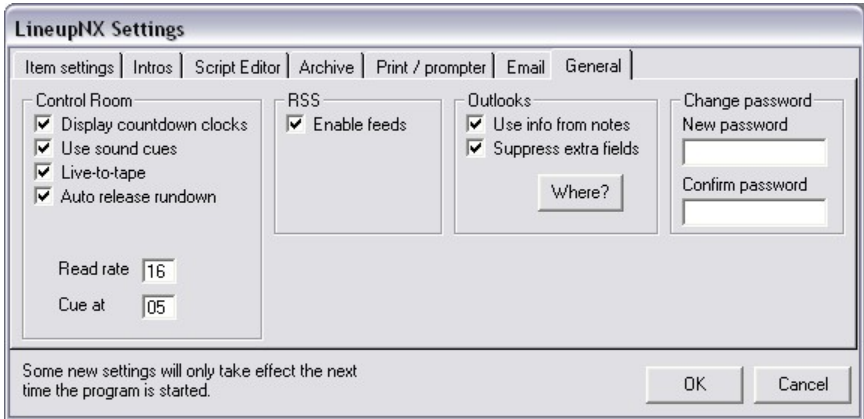 LineupNX Settings
Item settings Intros Script Editor Archive Print / prompter Email General
Control Room
Display countdown clocks
Use sound cues
Live-to-tape
Auto release rundown
Read rate 16
Cue at 05
RSS
Enable feeds
Outlooks
Use info from notes
Suppress extra fields
Where?
Change password
New password
Confirm password
Some new settings will only take effect the next
time the program is started.
OK Cancel